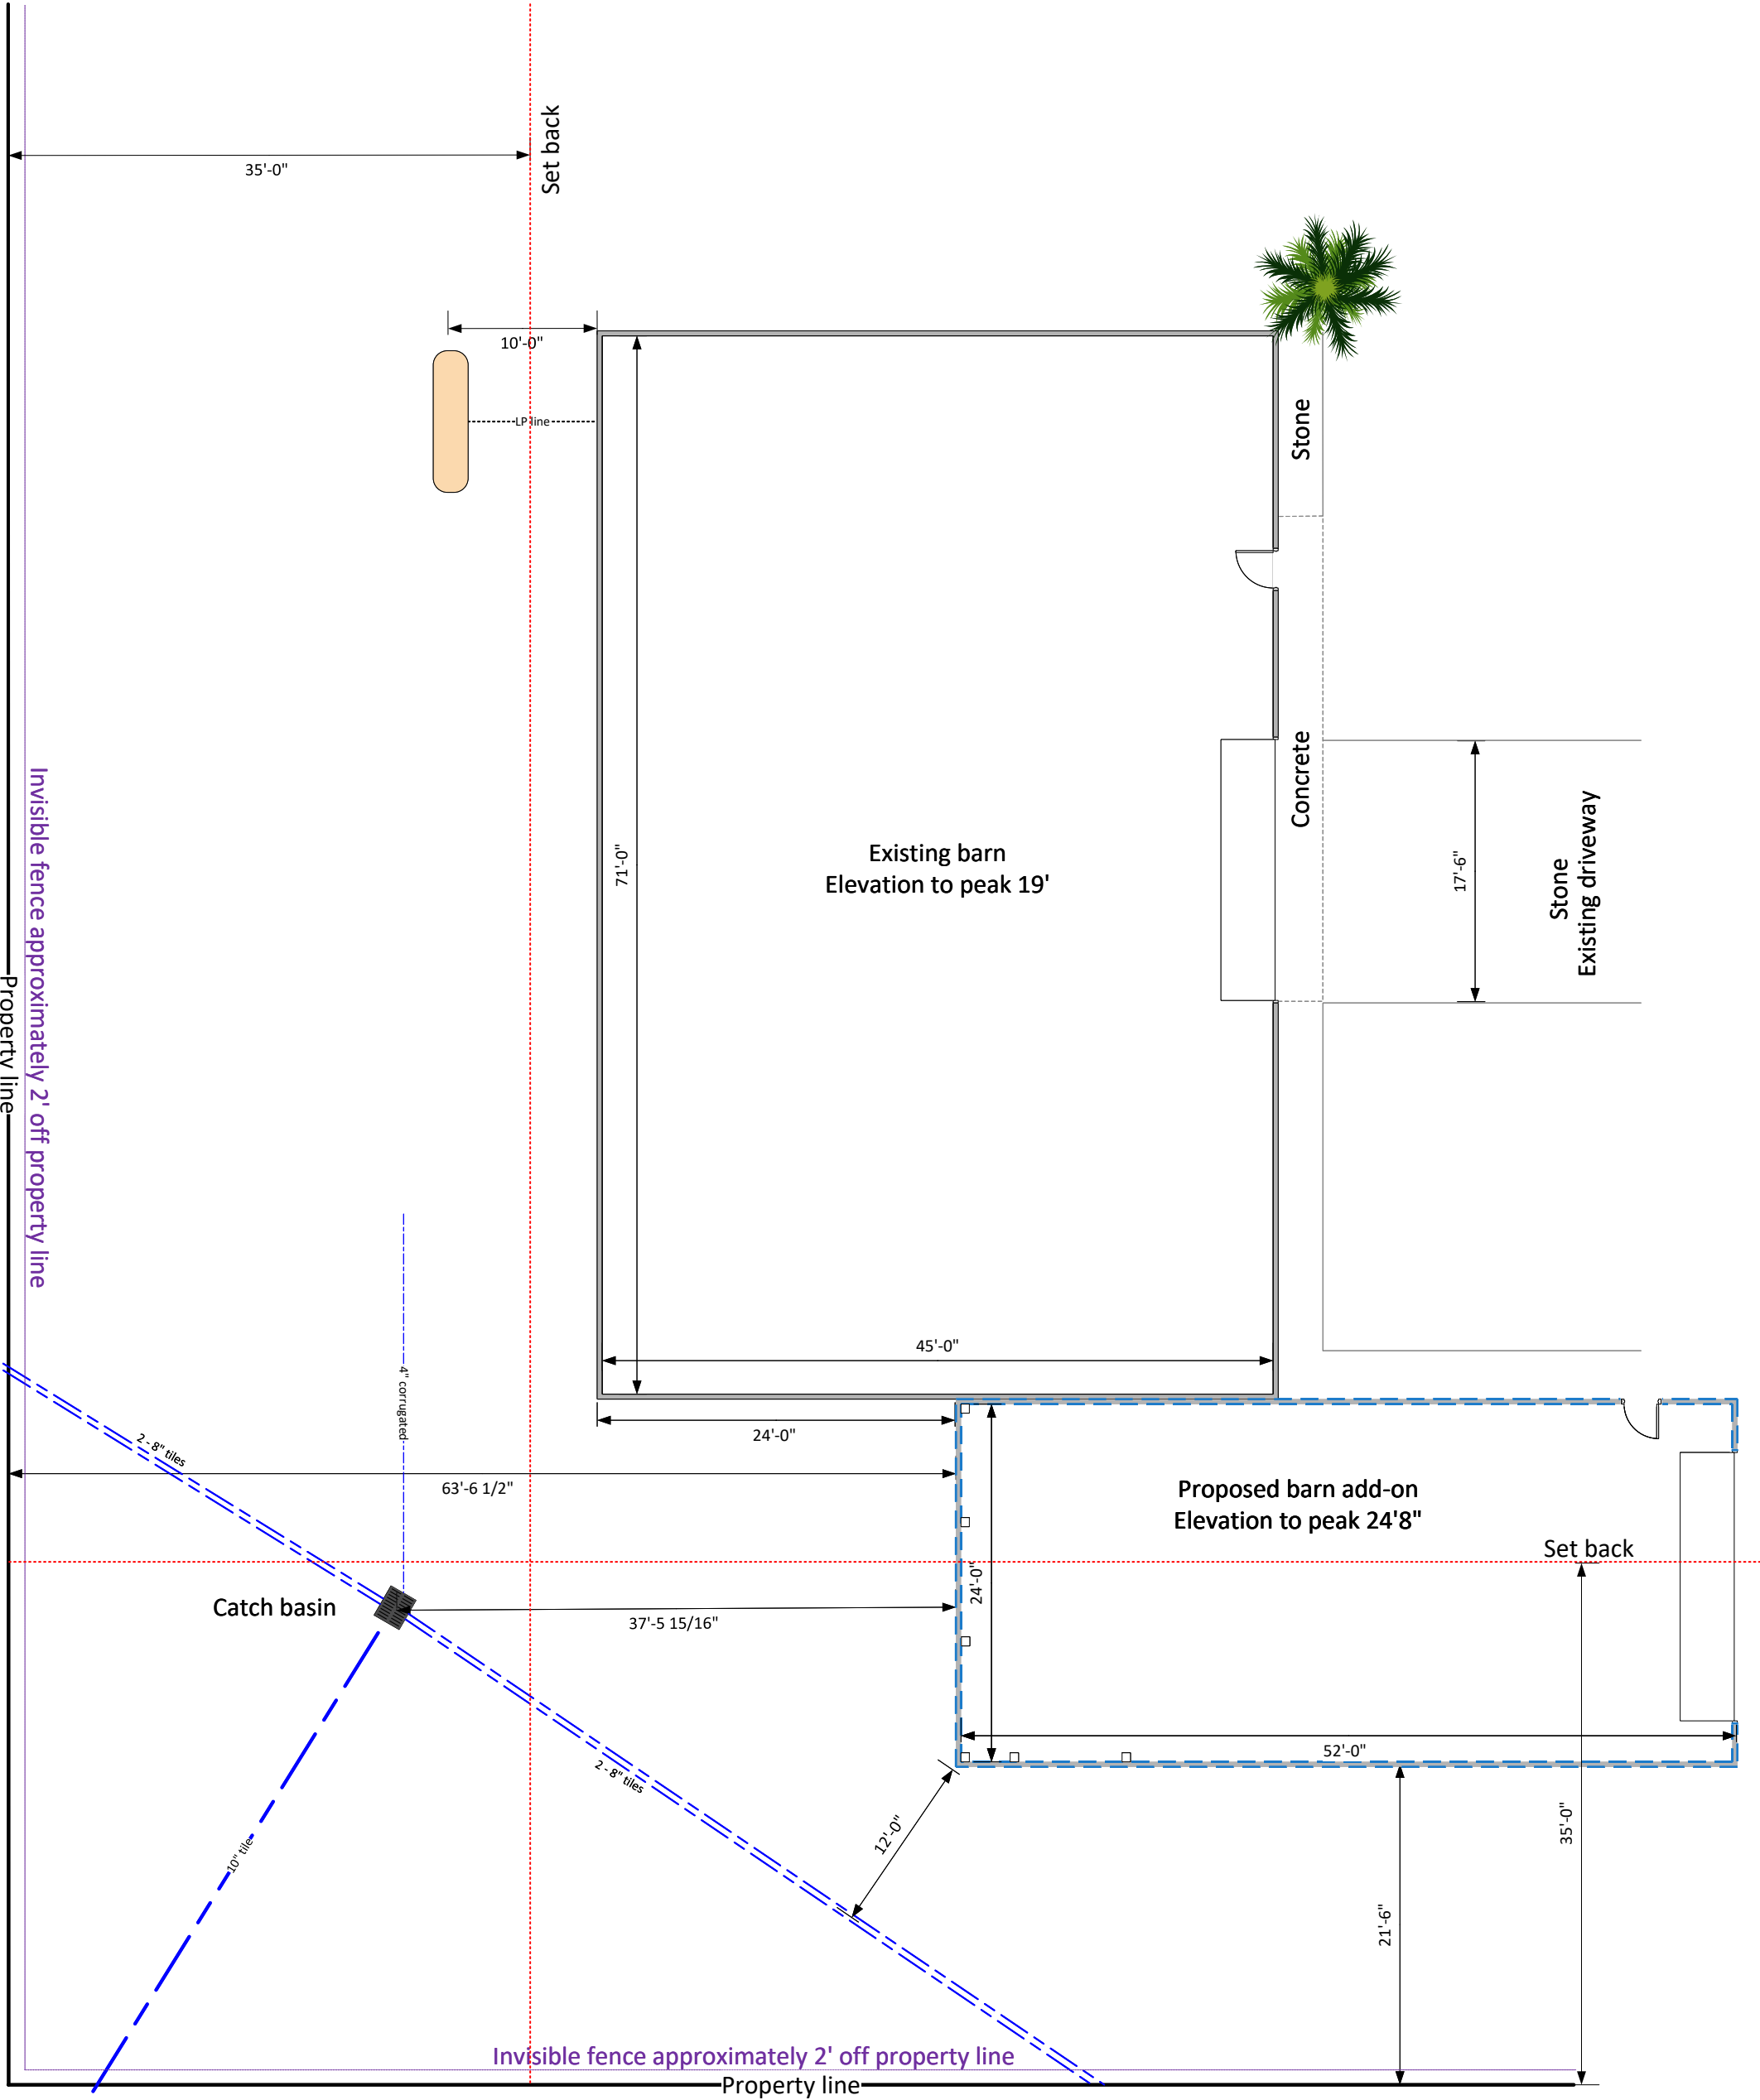 Set back
35'-0"
10'-0"
LP line
Stone
71'-0"
Existing barn
Elevation to peak 19'
Concrete
17'-6"
Stone
Existing driveway
Invisible fence approximately 2' off property line
Property line
45'-0"
4" corrugated
24'-0"
2 - 8" tiles
63'-6 1/2"
Proposed barn add-on
Elevation to peak 24'8"
Set back
24'-0"
Catch basin
37'-5 15/16"
52'-0"
2 - 8" tiles
12'-0"
35'-0"
10" tile
21'-6"
Invisible fence approximately 2' off property line
Property line